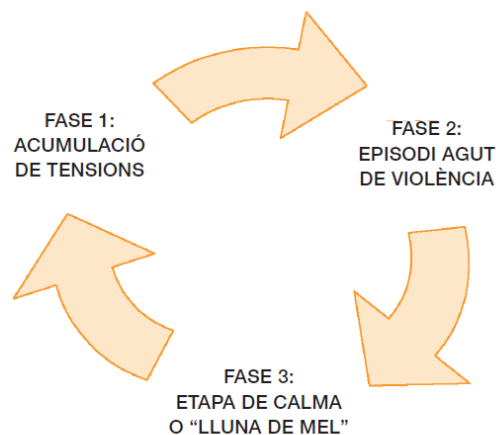 FASE 1:
ACUMULACIÓ
DE TENSIONS
FASE 2:
EPISODI AGUT
DE VIOLÈNCIA
FASE 3:
ETAPA DE CALMA
O “LLUNA DE MEL”